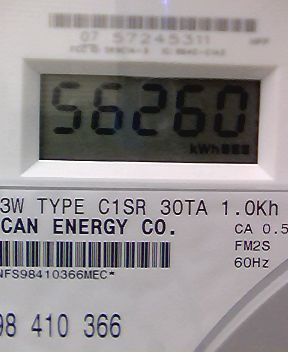 07 57245311
56260
kWh
3W TYPE C1SR 30TA 1.0Kh
CAN ENERGY CO.
CA 0.5
FM2S
60Hz
NFS98410366MEC*
98 410 366